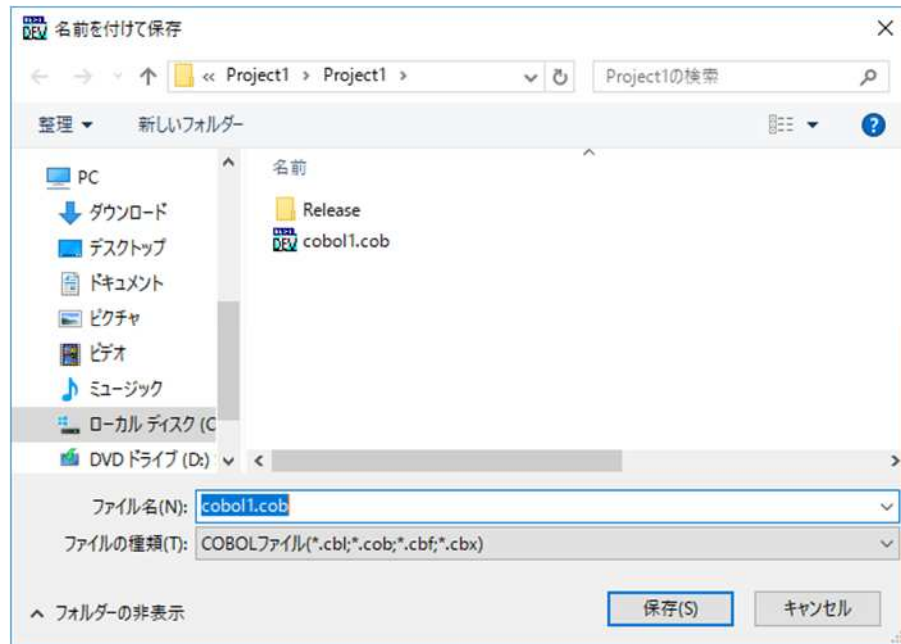 DEV 名前を付けて保存
« Project1 › Project1 › Project1の検索
整理 新しいフォルダー
PC
ダウンロード
デスクトップ
ドキュメント
ピクチャ
ビデオ
ミュージック
ローカル ディスク (C
DVD ドライブ (D:)
名前
Release
DEV cobol1.cob
ファイル名(N): cobol1.cob
ファイルの種類(T): COBOLファイル(*.cbl;*.cob;*.cbf;*.cbx)
フォルダーの非表示 保存(S) キャンセル